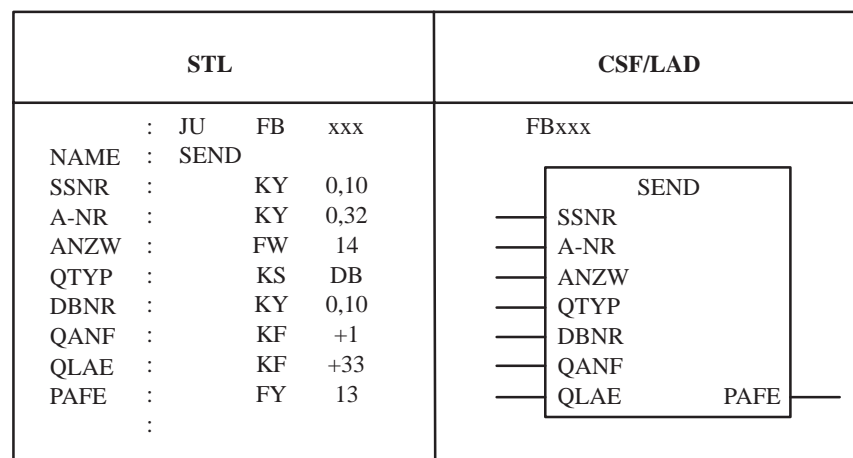 STL
: JU FB xxx
NAME : SEND
SSNR : KY 0,10
A-NR : KY 0,32
ANZW : FW 14
QTYP : KS DB
DBNR : KY 0,10
QANF : KF +1
QLAE : KF +33
PAFE : FY 13
:
CSF/LAD
FBxxx
SEND
SSNR
A-NR
ANZW
QTYP
DBNR
QANF
QLAE PAFE